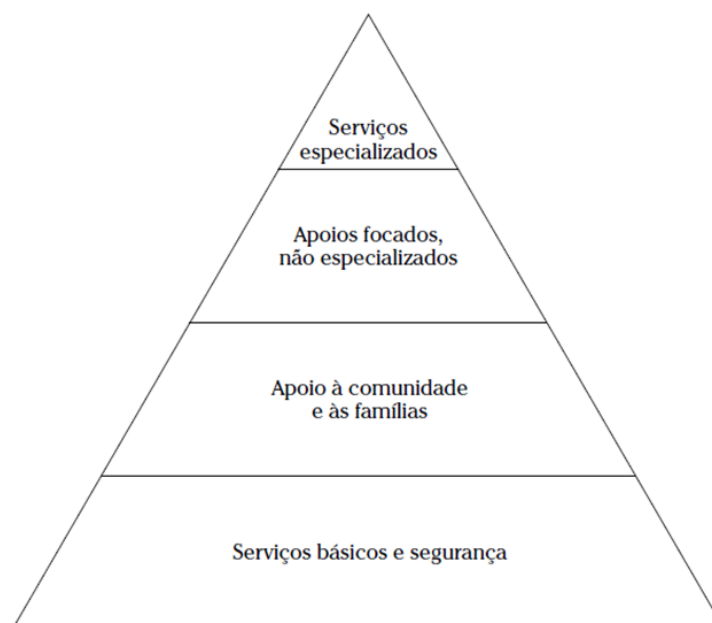 Serviços
especializados
Apoios focados,
não especializados
Apoio à comunidade
e às famílias
Serviços básicos e segurança